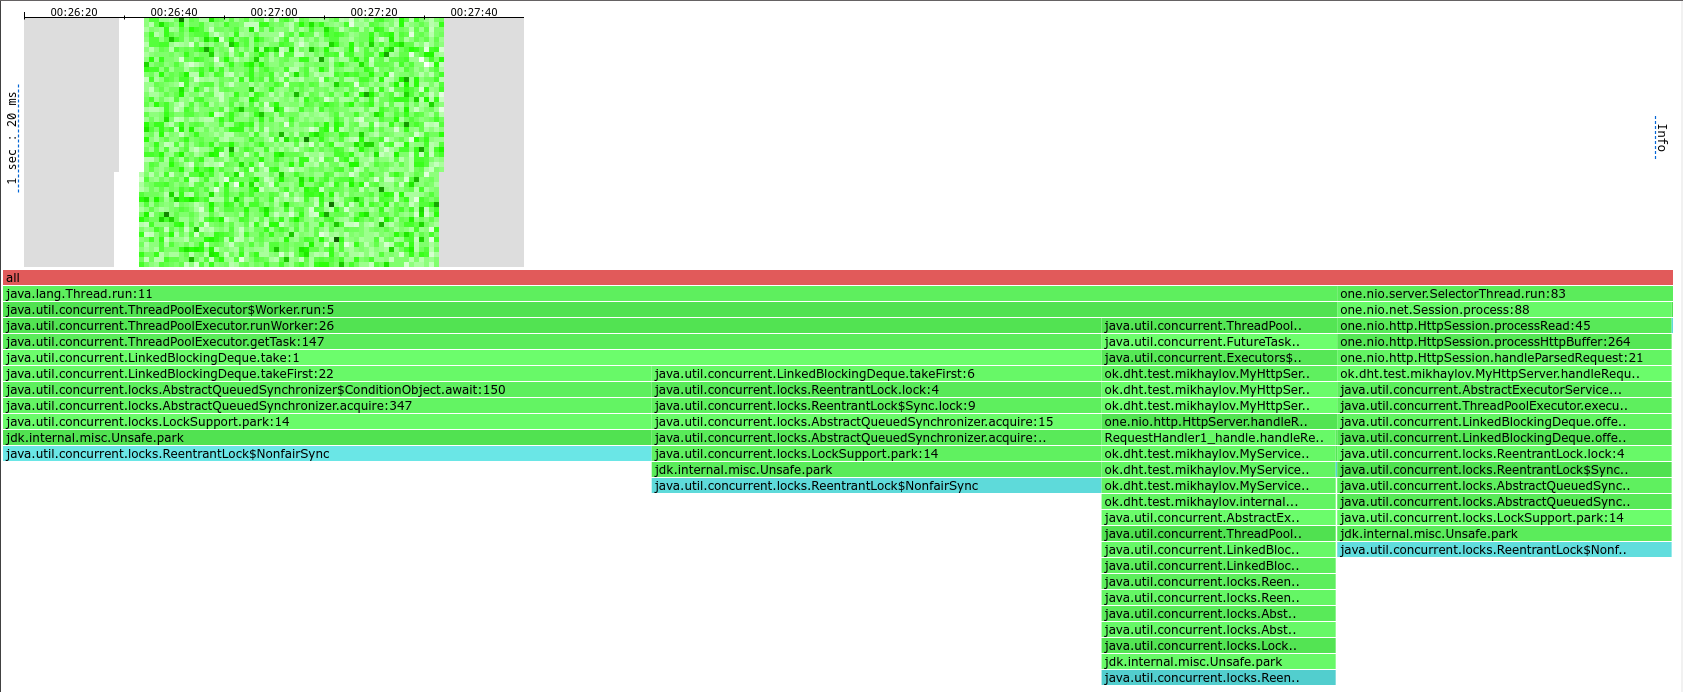 00:26:20 00:26:40 00:27:00 00:27:20 00:27:40
1 sec : 20 ms
Info
all
java.lang.Thread.run:11 one.nio.server.SelectorThread.run:83
java.util.concurrent.ThreadPoolExecutor$Worker.run:5 one.nio.net.Session.process:88
java.util.concurrent.ThreadPoolExecutor.runWorker:26 java.util.concurrent.ThreadPool.. one.nio.http.HttpSession.processRead:45
java.util.concurrent.ThreadPoolExecutor.getTask:147 java.util.concurrent.FutureTask.. one.nio.http.HttpSession.processHttpBuffer:264
java.util.concurrent.LinkedBlockingDeque.take:1 java.util.concurrent.Executors$.. one.nio.http.HttpSession.handleParsedRequest:21
java.util.concurrent.LinkedBlockingDeque.takeFirst:22 java.util.concurrent.LinkedBlockingDeque.takeFirst:6 ok.dht.test.mikhaylov.MyHttpSer.. ok.dht.test.mikhaylov.MyHttpServer.handleRequ..
java.util.concurrent.locks.AbstractQueuedSynchronizer$ConditionObject.await:150 java.util.concurrent.locks.ReentrantLock.lock:4 ok.dht.test.mikhaylov.MyHttpSer.. java.util.concurrent.AbstractExecutorService...
java.util.concurrent.locks.AbstractQueuedSynchronizer.acquire:347 java.util.concurrent.locks.ReentrantLock$Sync.lock:9 ok.dht.test.mikhaylov.MyHttpSer.. java.util.concurrent.ThreadPoolExecutor.execu..
java.util.concurrent.locks.LockSupport.park:14 java.util.concurrent.locks.AbstractQueuedSynchronizer.acquire:15 one.nio.http.HttpServer.handleR.. java.util.concurrent.LinkedBlockingDeque.offe..
jdk.internal.misc.Unsafe.park java.util.concurrent.locks.AbstractQueuedSynchronizer.acquire:.. RequestHandler1_handle.handleRe.. java.util.concurrent.LinkedBlockingDeque.offe..
java.util.concurrent.locks.ReentrantLock$NonfairSync java.util.concurrent.locks.LockSupport.park:14 ok.dht.test.mikhaylov.MyService.. java.util.concurrent.locks.ReentrantLock.lock:4
jdk.internal.misc.Unsafe.park ok.dht.test.mikhaylov.MyService.. java.util.concurrent.locks.ReentrantLock$Sync..
java.util.concurrent.locks.ReentrantLock$NonfairSync ok.dht.test.mikhaylov.MyService.. java.util.concurrent.locks.AbstractQueuedSync..
ok.dht.test.mikhaylov.internal... java.util.concurrent.locks.AbstractQueuedSync..
java.util.concurrent.AbstractEx.. java.util.concurrent.locks.LockSupport.park:14
java.util.concurrent.ThreadPool.. jdk.internal.misc.Unsafe.park
java.util.concurrent.LinkedBloc.. java.util.concurrent.locks.ReentrantLock$Nonf..
java.util.concurrent.LinkedBloc..
java.util.concurrent.locks.Reen..
java.util.concurrent.locks.Reen..
java.util.concurrent.locks.Abst..
java.util.concurrent.locks.Abst..
java.util.concurrent.locks.Lock..
jdk.internal.misc.Unsafe.park
java.util.concurrent.locks.Reen..